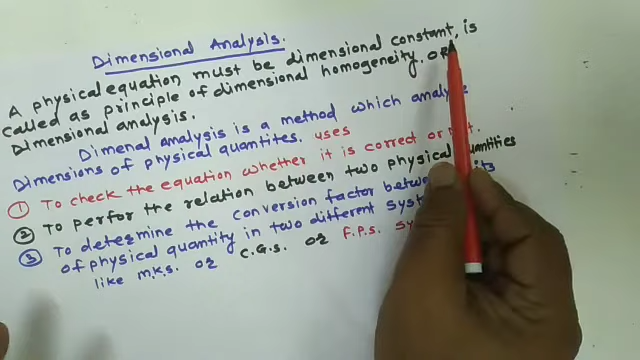 Dimensional Analysis.
A physical equation must be dimensional constant, is
called as principle of dimensional homogeneity. or
Dimensional analysis.
Dimenal analysis is a method which analyse
Dimensions of physical quantites. uses
① To check the equation whether it is correct or not.
② To perfor the relation between two physical quantities
③ To determine the conversion factor between
of physical quantity in two different
like M.K.S. or C.G.S. or F.P.S.